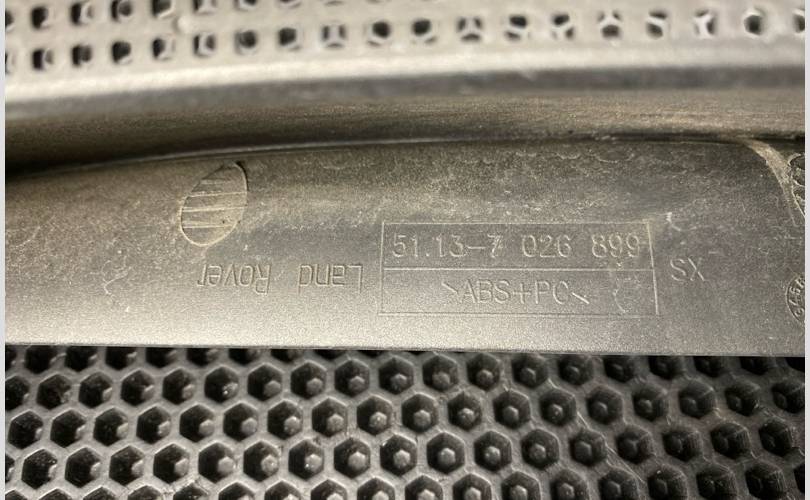 51.13-7 026 899
>ABS+PC<
SX
Land Rover